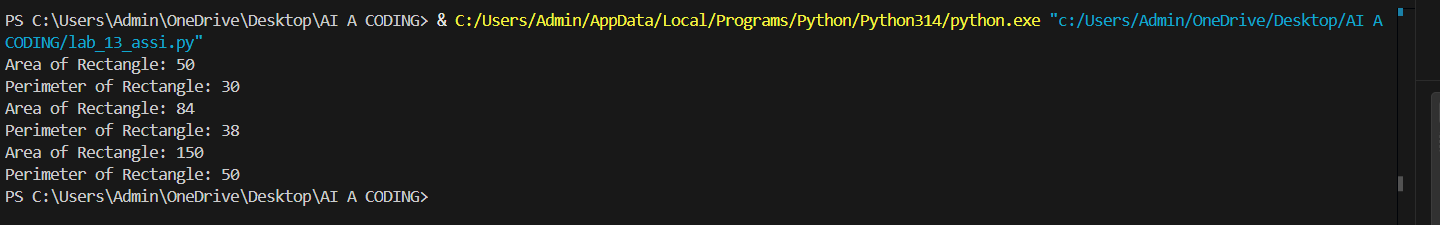 PS C:\Users\Admin\OneDrive\Desktop\AI A CODING> & C:/Users/Admin/AppData/Local/Programs/Python/Python314/python.exe "c:/Users/Admin/OneDrive/Desktop/AI A
CODING/lab_13_assi.py"
Area of Rectangle: 50
Perimeter of Rectangle: 30
Area of Rectangle: 84
Perimeter of Rectangle: 38
Area of Rectangle: 150
Perimeter of Rectangle: 50
PS C:\Users\Admin\OneDrive\Desktop\AI A CODING>